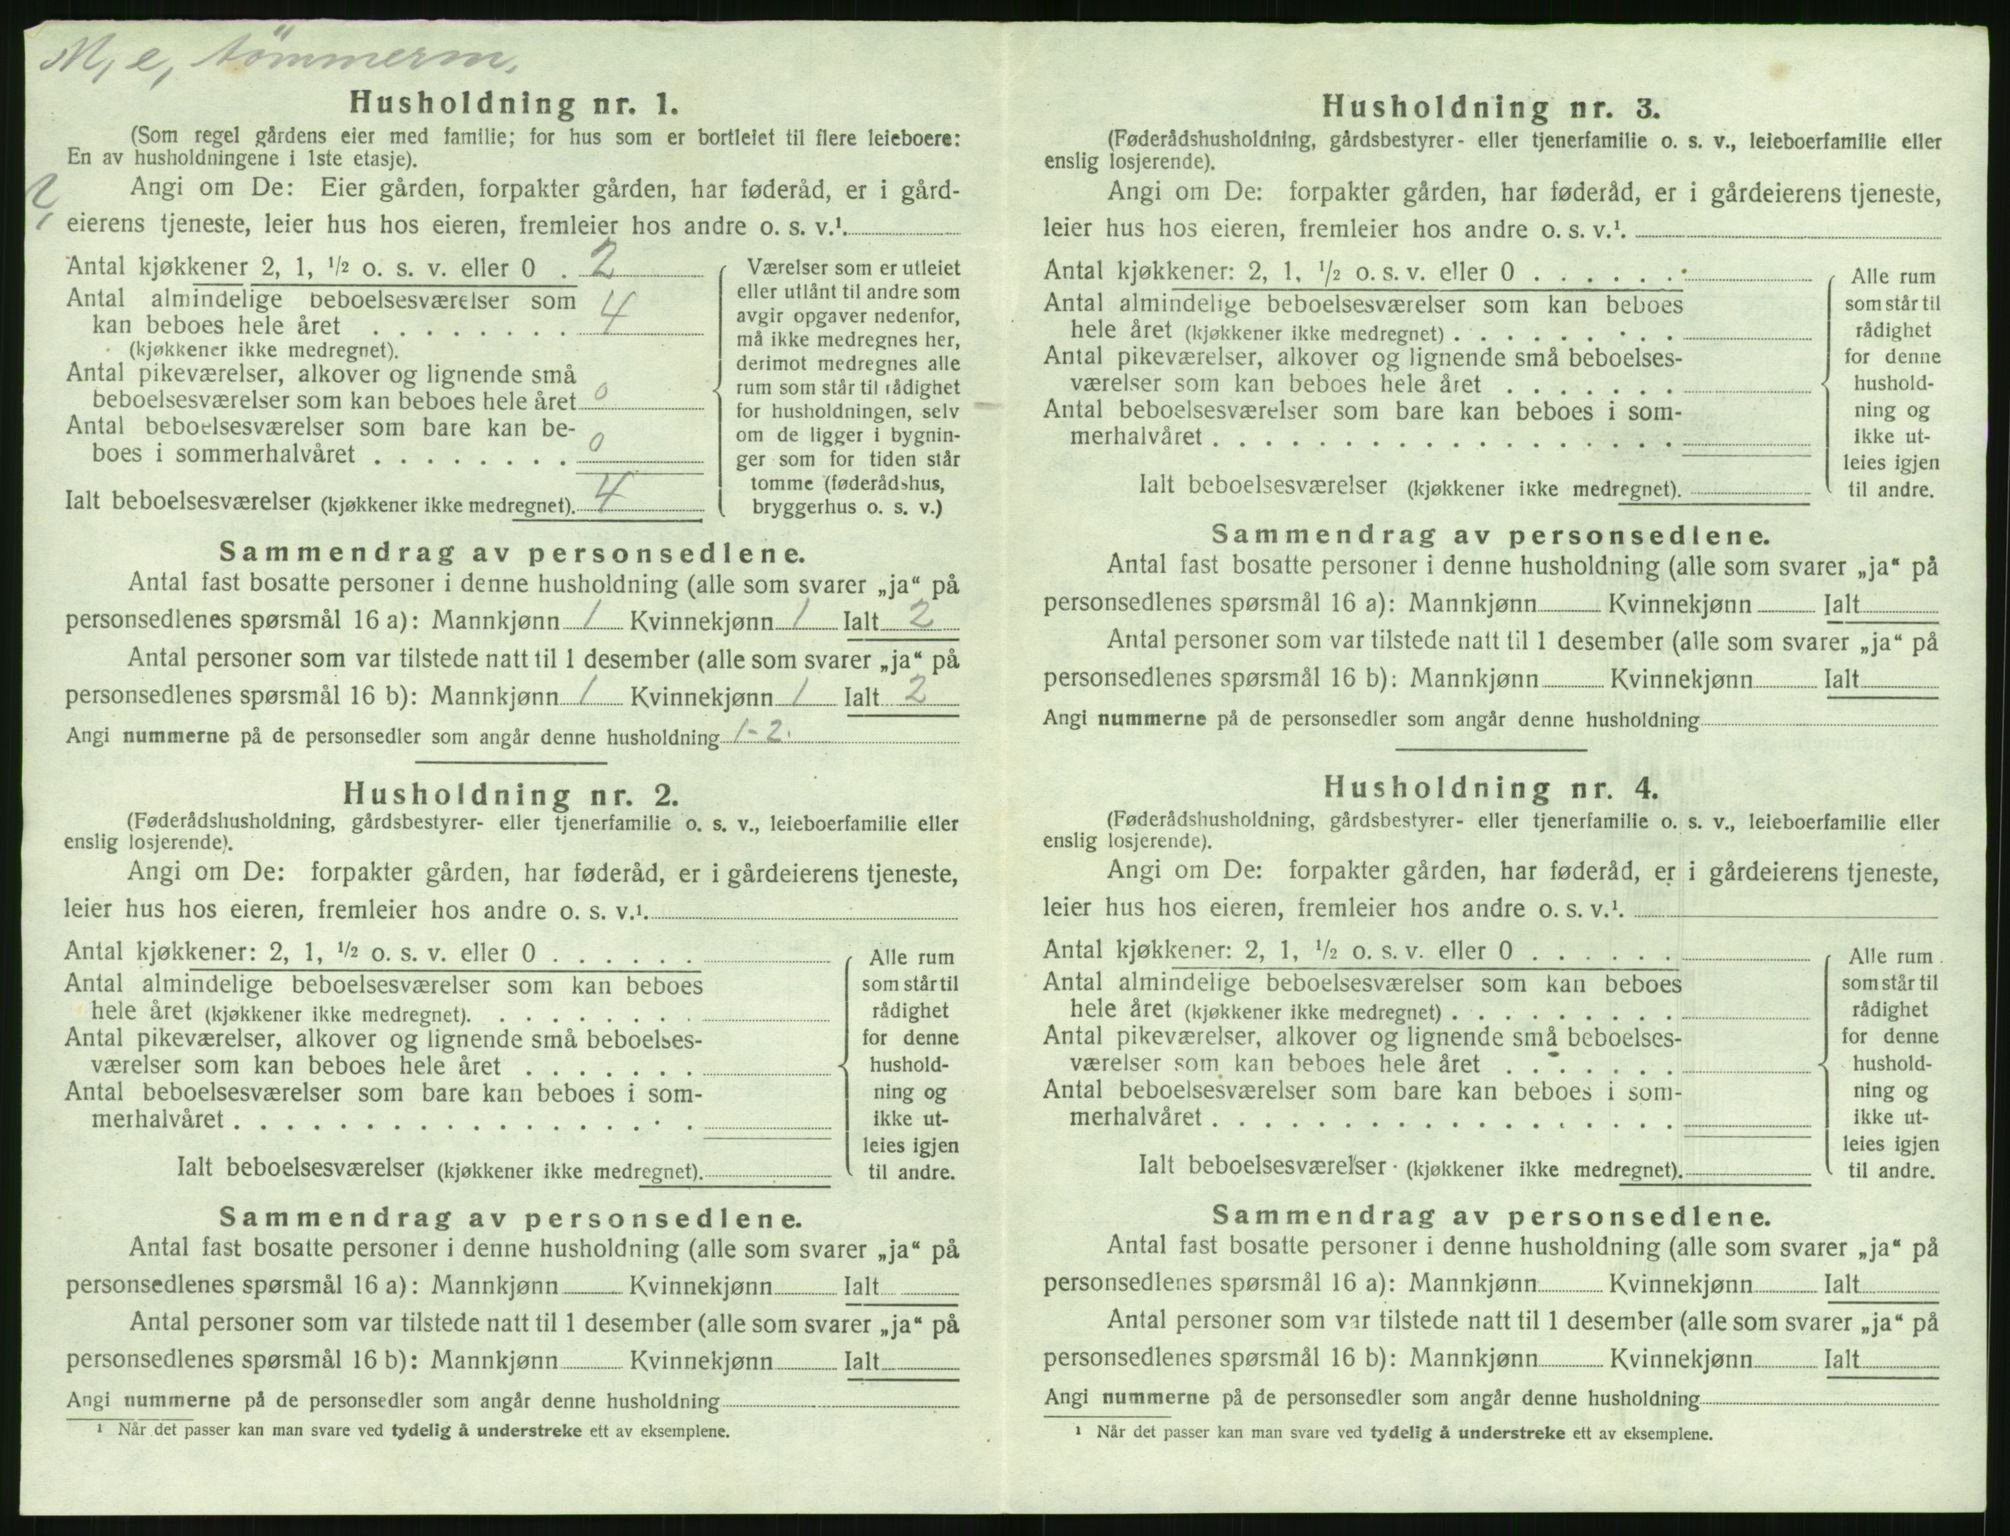 M, e, tömmerm,
Husholdning nr. 1.
(Som regel gårdens eier med familie; for hus som er bortleiet til flere leieboere:
En av husholdningene i 1ste etasje).
Angi om De: Eier gården, forpakter gården, har føderåd, er i gård-
2,
eierens tjeneste, leier hus hos eieren, fremleier hos andre o. s. v.¹
Antal kjøkkener 2, 1, ½ o. s. v. eller 0 . 2
Antal almindelige beboelsesværelser som
kan beboes hele året . . . . . . . . 4
(kjøkkener ikke medregnet).
Antal pikeværelser, alkover og lignende små
beboelsesværelser som kan beboes hele året 0
Antal beboelsesværelser som bare kan be-
boes i sommerhalvåret . . . . . . . . 0
Ialt beboelsesværelser (kjøkkener ikke medregnet). 4
Værelser som er utleiet
eller utlånt til andre som
avgir opgaver nedenfor,
må ikke medregnes her,
derimot medregnes alle
rum som står til rådighet
for husholdningen, selv
om de ligger i bygnin-
ger som for tiden står
tomme (føderådshus,
bryggerhus o. s. v.)
Sammendrag av personsedlene.
Antal fast bosatte personer i denne husholdning (alle som svarer „ja“ på
personsedlenes spørsmål 16 a): Mannkjønn 1 Kvinnekjønn 1 Ialt 2
Antal personer som var tilstede natt til 1 desember (alle som svarer „ja“ på
personsedlenes spørsmål 16 b): Mannkjønn 1 Kvinnekjønn 1 Ialt 2
Angi nummerne på de personsedler som angår denne husholdning 1-2.
Husholdning nr. 2.
(Føderådshusholdning, gårdsbestyrer- eller tjenerfamilie o. s. v., leieboerfamilie eller
enslig losjerende).
Angi om De: forpakter gården, har føderåd, er i gårdeierens tjeneste,
leier hus hos eieren, fremleier hos andre o. s. v.¹.
Antal kjøkkener: 2, 1, ½ o. s. v. eller 0 . . . . . .
Antal almindelige beboelsesværelser som kan beboes
hele året (kjøkkener ikke medregnet). . . . . . . . .
Antal pikeværelser, alkover og lignende små beboelses-
værelser som kan beboes hele året . . . . . . .
Antal beboelsesværelser som bare kan beboes i som-
merhalvåret . . . . . . . . . . . . . . . . . .
Ialt beboelsesværelser (kjøkkener ikke medregnet).
Alle rum
som står til
rådighet
for denne
hushold-
ning og
ikke ut-
leies igjen
til andre.
Sammendrag av personsedlene.
Antal fast bosatte personer i denne husholdning (alle som svarer „ja“ på
personsedlenes spørsmål 16 a): Mannkjønn Kvinnekjønn Ialt
Antal personer som var tilstede natt til 1 desember (alle som svarer „ja“ på
personsedlenes spørsmål 16 b): Mannkjønn Kvinnekjønn Ialt
Angi nummerne på de personsedler som angår denne husholdning
¹ Når det passer kan man svare ved tydelig å understreke ett av eksemplene.
Husholdning nr. 3.
(Føderådshusholdning, gårdsbestyrer- eller tjenerfamilie o. s. v., leieboerfamilie eller
enslig losjerende).
Angi om De: forpakter gården, har føderåd, er i gårdeierens tjeneste,
leier hus hos eieren, fremleier hos andre o. s. v.¹.
Antal kjøkkener: 2, 1, ½ o. s. v. eller 0 . . . . . .
Antal almindelige beboelsesværelser som kan beboes
hele året (kjøkkener ikke medregnet) . . . . . . . . .
Antal pikeværelser, alkover og lignende små beboelses-
værelser som kan beboes hele året . . . . . . .
Antal beboelsesværelser som bare kan beboes i som-
merhalvåret . . . . . . . . . . . . . . . . . .
Ialt beboelsesværelser (kjøkkener ikke medregnet).
Alle rum
som står til
rådighet
for denne
hushold-
ning og
ikke ut-
leies igjen
til andre.
Sammendrag av personsedlene.
Antal fast bosatte personer i denne husholdning (alle som svarer „ja“ på
personsedlenes spørsmål 16 a): Mannkjønn Kvinnekjønn Ialt
Antal personer som var tilstede natt til 1 desember (alle som svarer „ja“ på
personsedlenes spørsmål 16 b): Mannkjønn Kvinnekjønn Ialt
Angi nummerne på de personsedler som angår denne husholdning
Husholdning nr. 4.
(Føderådshusholdning, gårdsbestyrer- eller tjenerfamilie o. s. v., leieboerfamilie eller
enslig losjerende).
Angi om De: forpakter gården, har føderåd, er i gårdeierens tjeneste,
leier hus hos eieren, fremleier hos andre o. s. v.¹.
Antal kjøkkener: 2, 1, ½ o. s. v. eller 0 . . . . . .
Antal almindelige beboelsesværelser som kan beboes
hele året (kjøkkener ikke medregnet) . . . . . . . . .
Antal pikeværelser, alkover og lignende små beboelses-
værelser som kan beboes hele året . . . . . . .
Antal beboelsesværelser som bare kan beboes i som-
merhalvåret . . . . . . . . . . . . . . . . . .
Ialt beboelsesværelser (kjøkkener ikke medregnet).
Alle rum
som står til
rådighet
for denne
hushold-
ning og
ikke ut-
leies igjen
til andre.
Sammendrag av personsedlene.
Antal fast bosatte personer i denne husholdning (alle som svarer „ja“ på
personsedlenes spørsmål 16 a): Mannkjønn Kvinnekjønn Ialt
Antal personer som var tilstede natt til 1 desember (alle som svarer „ja“ på
personsedlenes spørsmål 16 b): Mannkjønn Kvinnekjønn Ialt
Angi nummerne på de personsedler som angår denne husholdning
¹ Når det passer kan man svare ved tydelig å understreke ett av eksemplene.